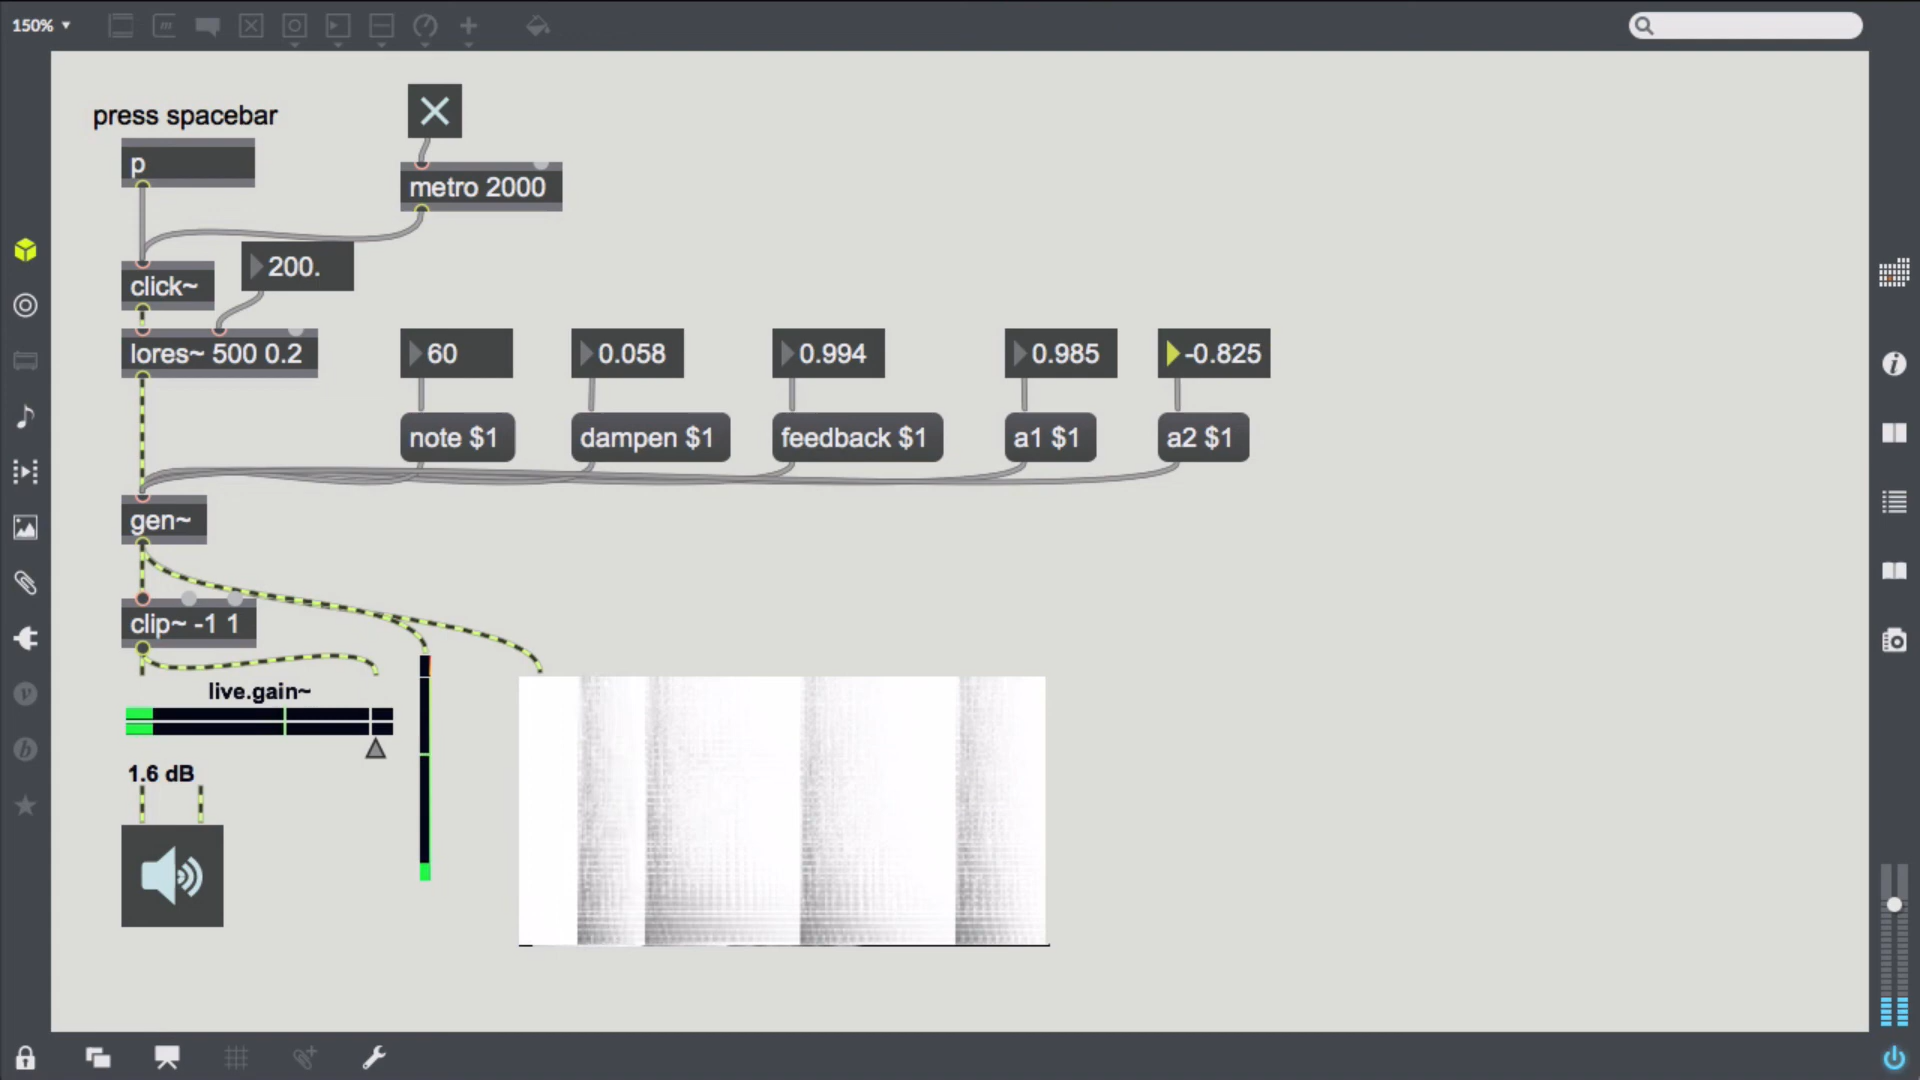 150%
press spacebar
p
metro 2000
click~
200.
lores~ 500 0.2
60
0.058
0.994
0.985
-0.825
note $1
dampen $1
feedback $1
a1 $1
a2 $1
gen~
clip~ -1 1
live.gain~
1.6 dB